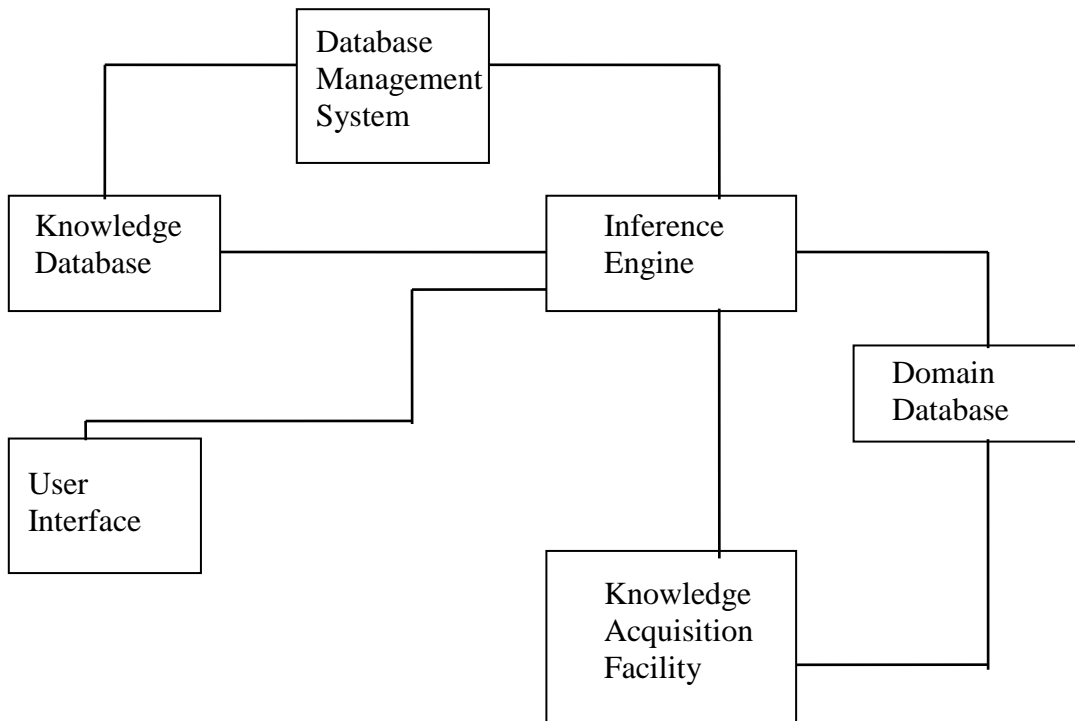 Database
Management
System
Knowledge
Database
Inference
Engine
Domain
Database
User
Interface
Knowledge
Acquisition
Facility